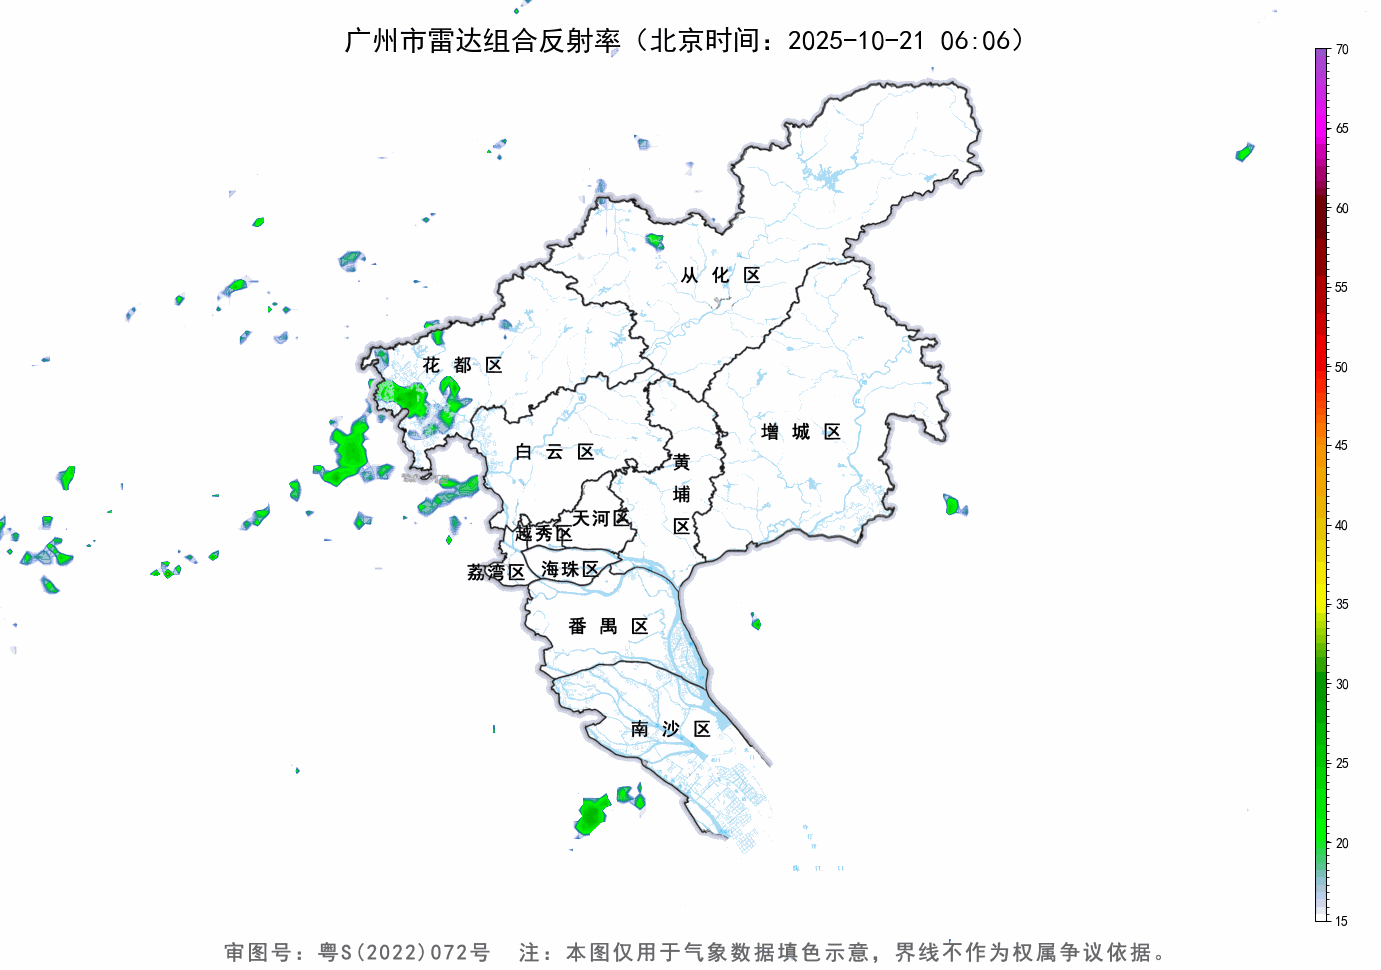 广州市雷达组合反射率（北京时间：2025-10-21 06:06）
70
65
60
55
50
45
40
35
30
25
20
15
从化区
花都区
增城区
白云区
黄埔区
天河区
越秀区
荔湾区
海珠区
番禺区
南沙区
审图号：粤S(2022)072号 注：本图仅用于气象数据填色示意，界线不作为权属争议依据。